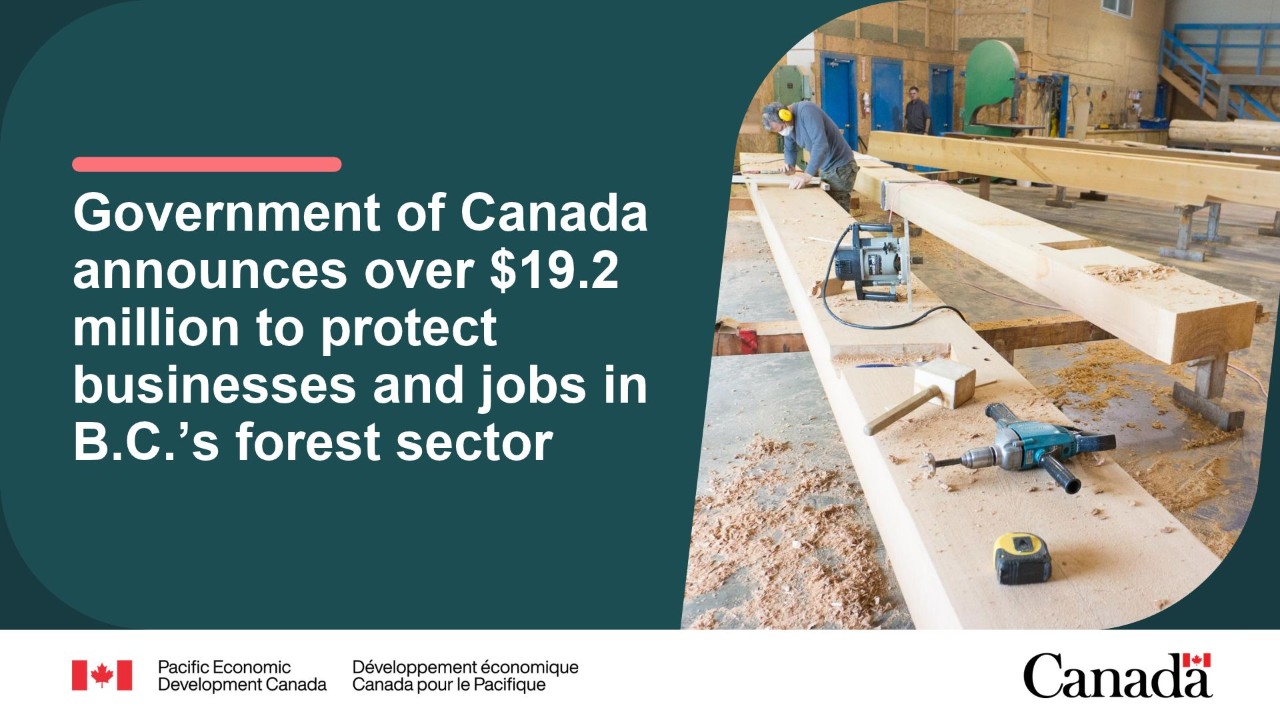 Government of Canada
announces over $19.2
million to protect
businesses and jobs in
B.C.’s forest sector
Pacific Economic
Development Canada
Développement économique
Canada pour le Pacifique
Canada